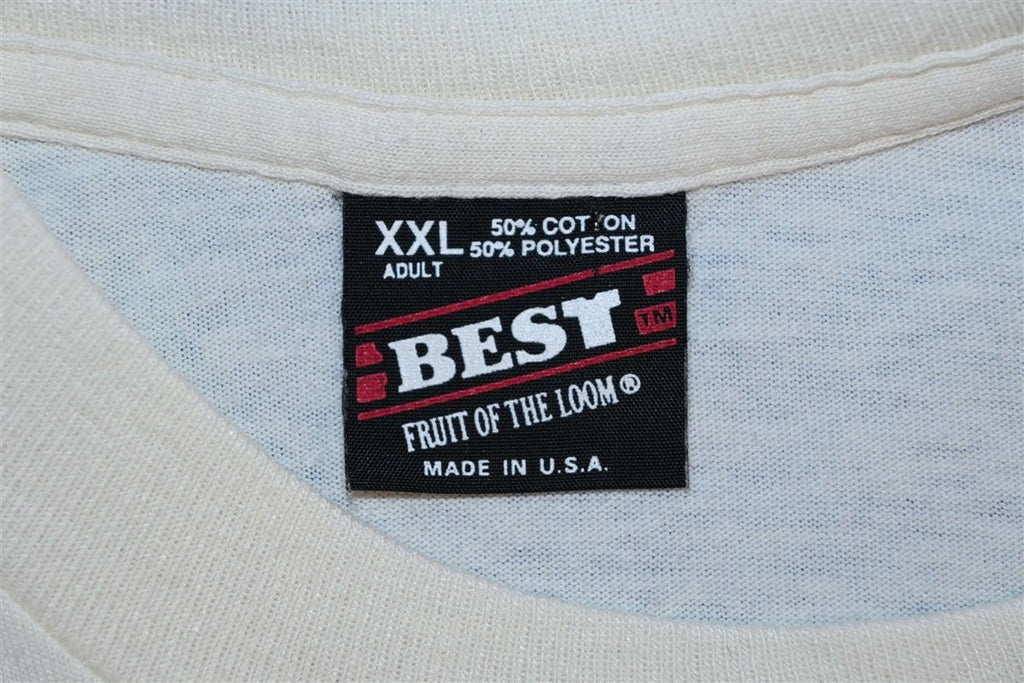 XXL
ADULT
50% COTTON
50% POLYESTER
BEST
TM
FRUIT OF THE LOOM®
MADE IN U.S.A.